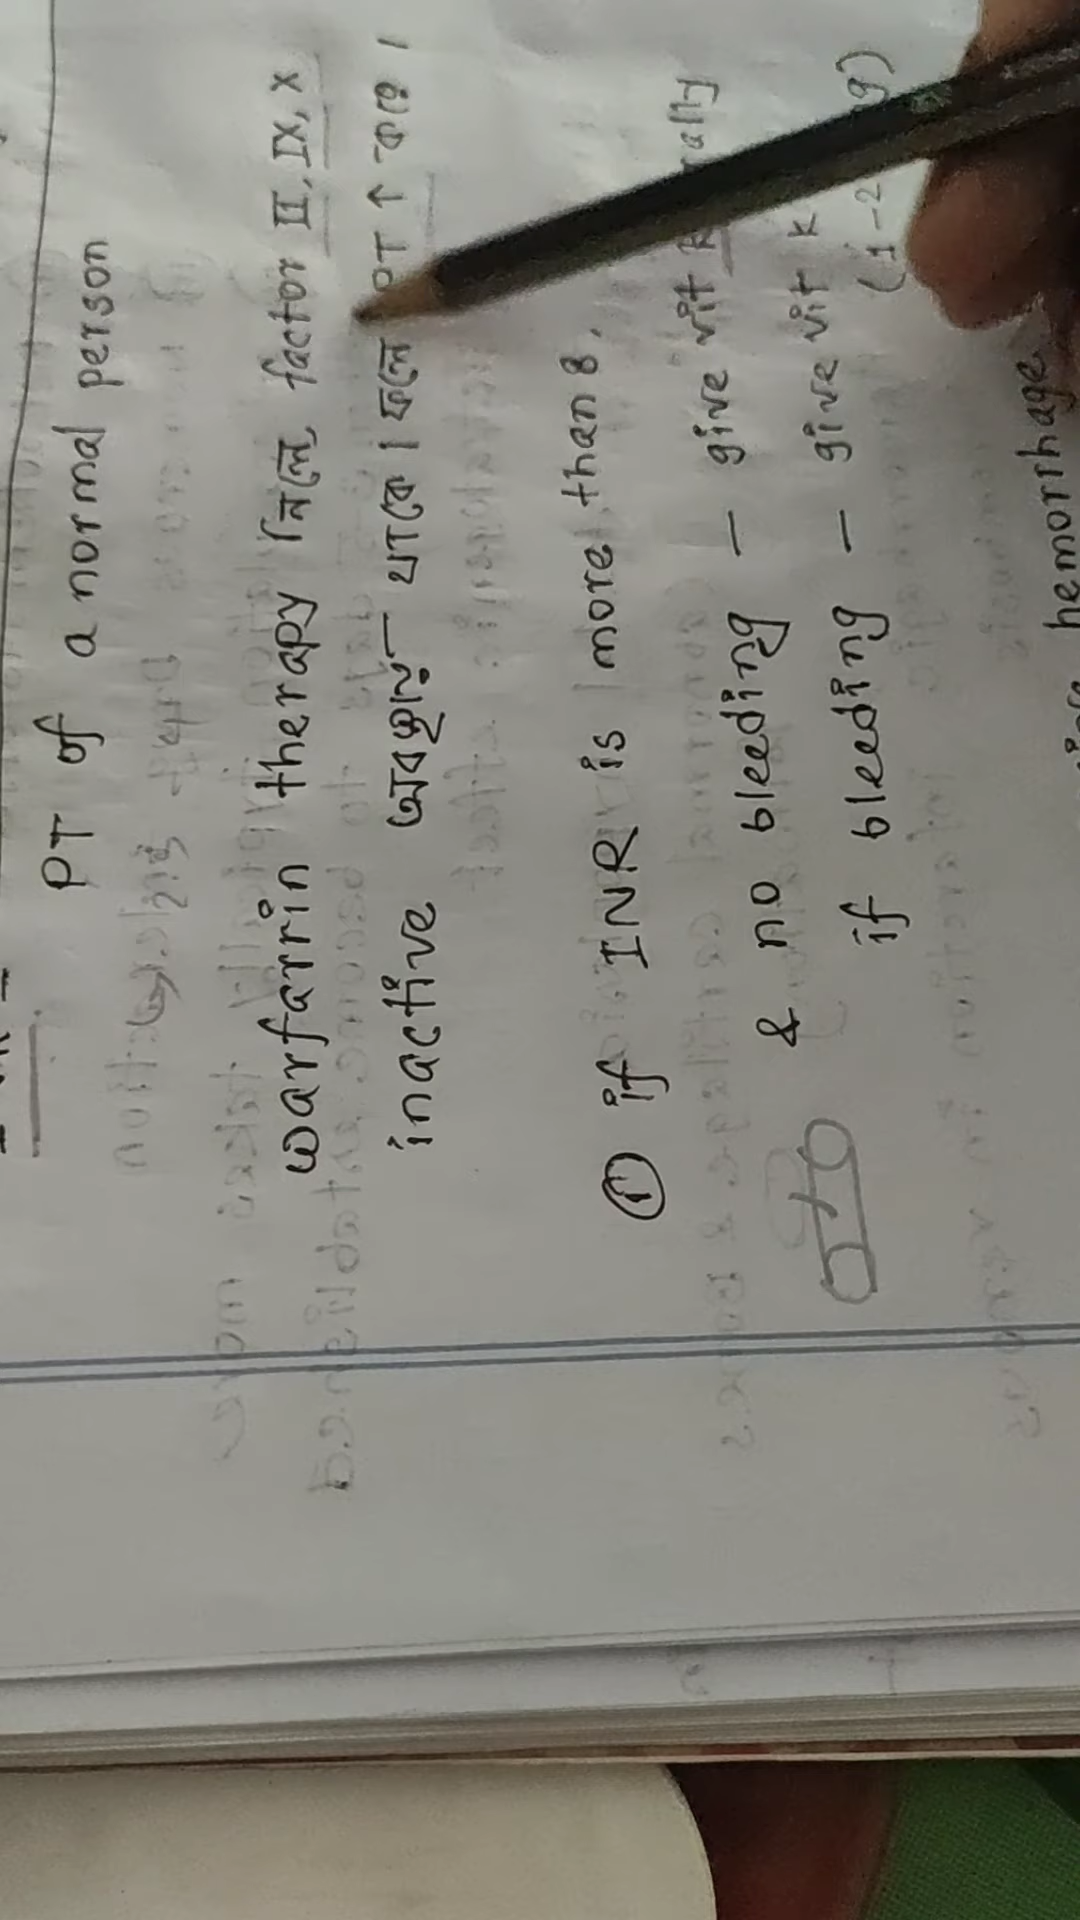 PT of a normal person
warfarin therapy নিলে, factor II, IX, X
inactive অবস্থায় থাকে। ফলে PT ↑ করে।
① if INR is more than 8,
& no bleeding - give vit k
if bleeding - give vit k
hemorrhage